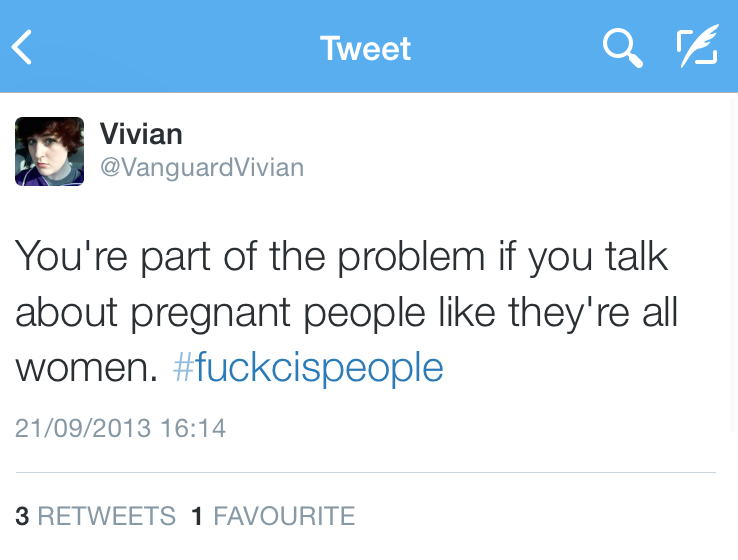 Tweet
Vivian
@VanguardVivian
You're part of the problem if you talk
about pregnant people like they're all
women. #fuckcispeople
21/09/2013 16:14
3 RETWEETS 1 FAVOURITE